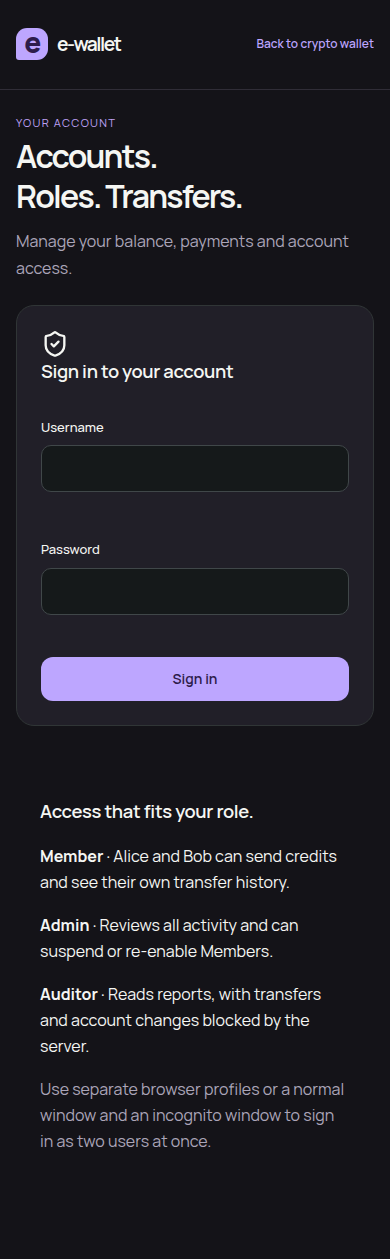 e e-wallet
Back to crypto wallet
YOUR ACCOUNT
Accounts.
Roles. Transfers.
Manage your balance, payments and account
access.
Sign in to your account
Username
Password
Sign in
Access that fits your role.
Member · Alice and Bob can send credits
and see their own transfer history.
Admin · Reviews all activity and can
suspend or re-enable Members.
Auditor · Reads reports, with transfers
and account changes blocked by the
server.
Use separate browser profiles or a normal
window and an incognito window to sign
in as two users at once.